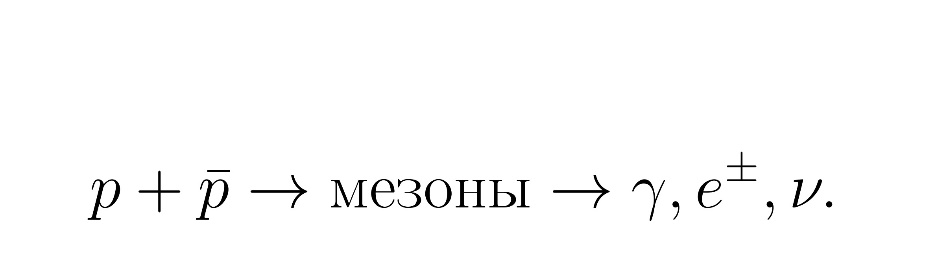 p + p̄ → мезоны → γ, e^±, ν.